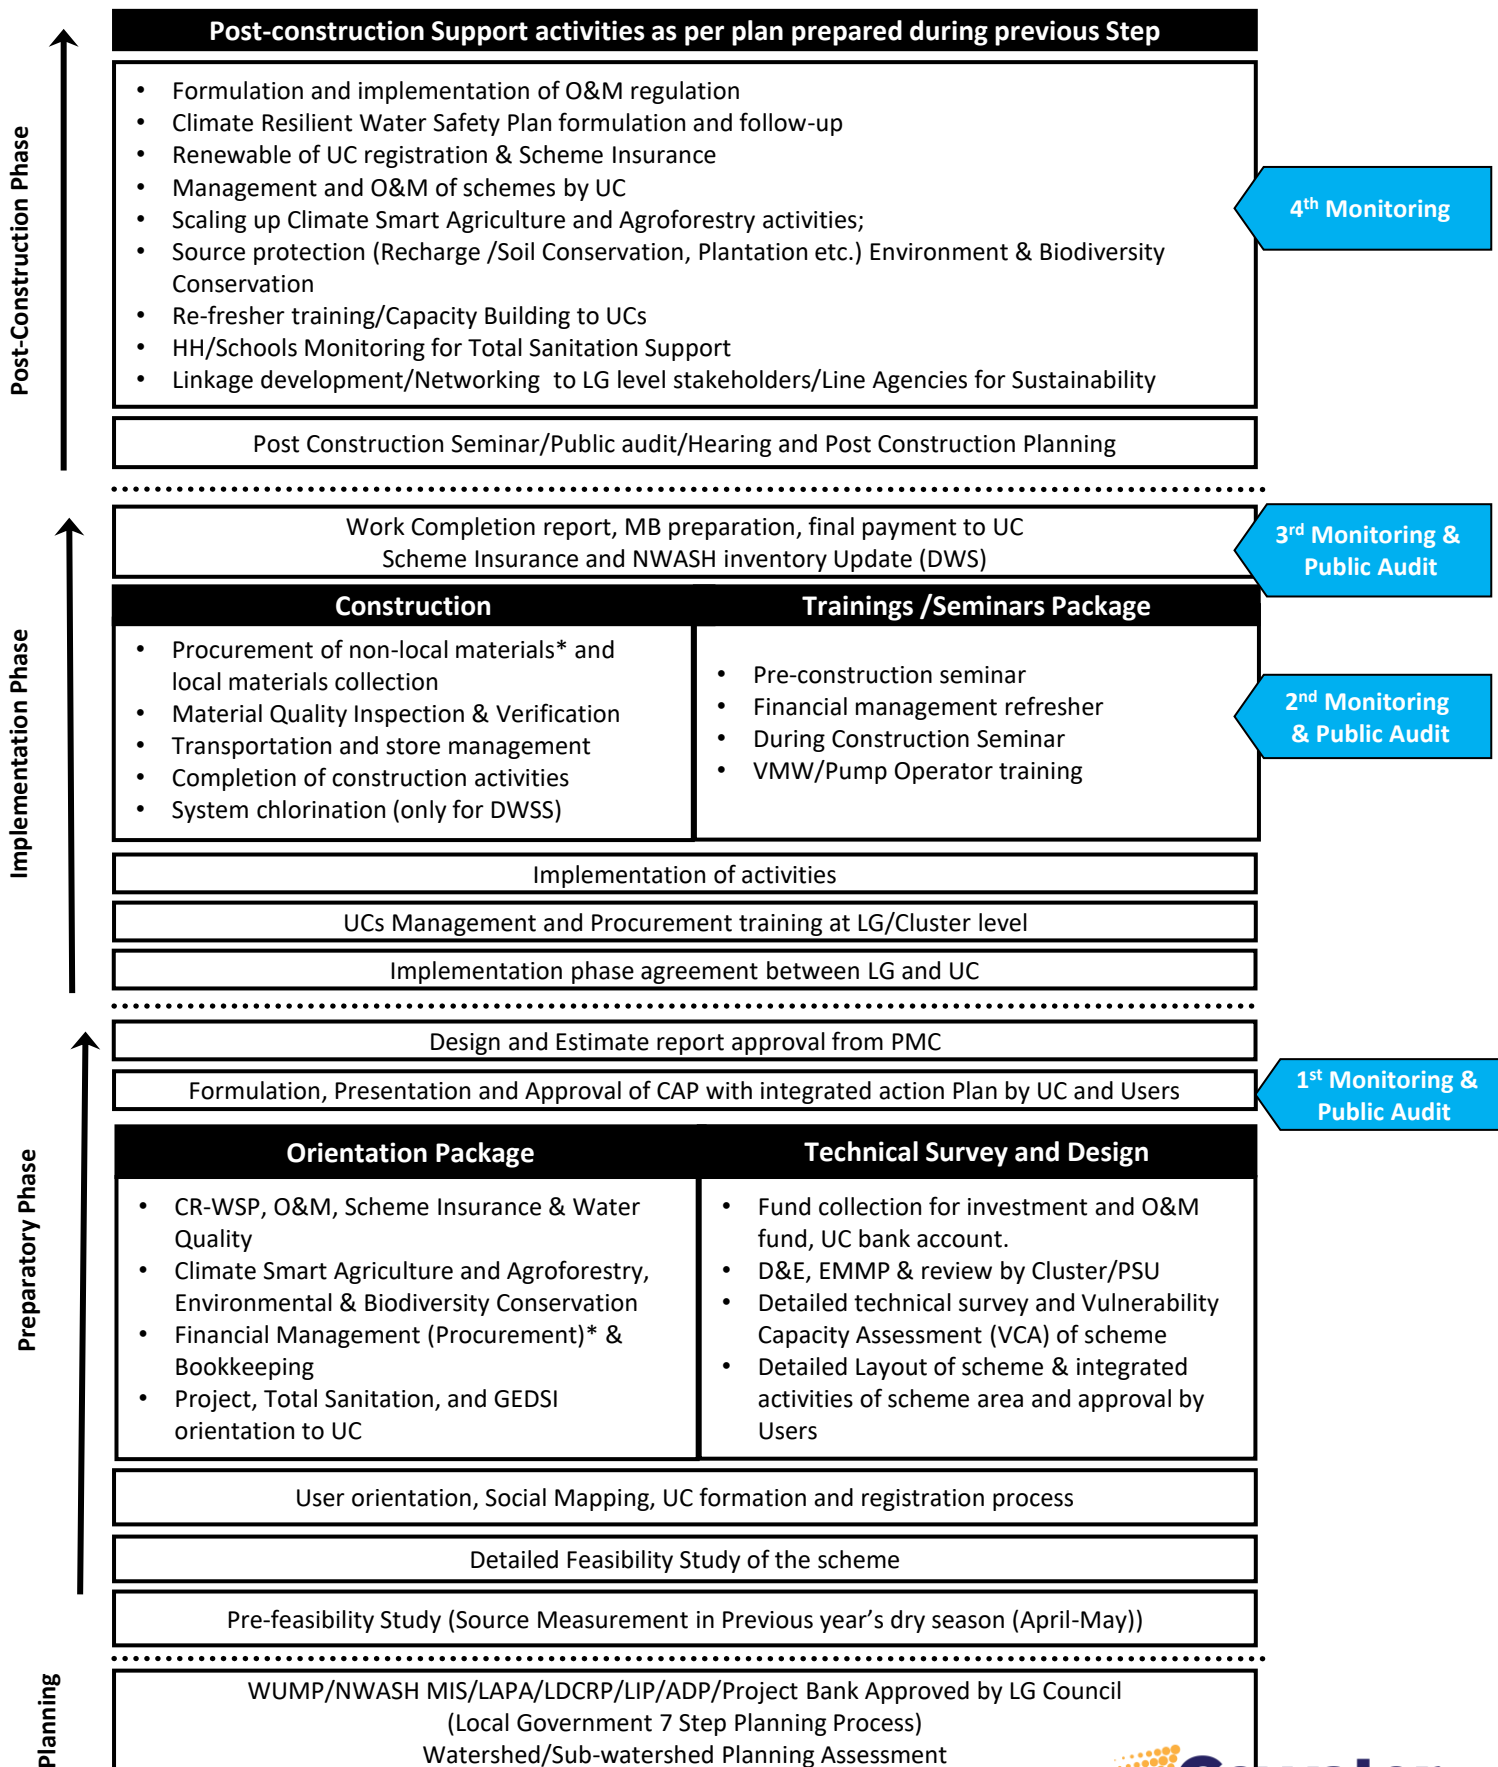 Post-construction Support activities as per plan prepared during previous Step
Post-Construction Phase
• Formulation and implementation of O&M regulation
• Climate Resilient Water Safety Plan formulation and follow-up
• Renewable of UC registration & Scheme Insurance
• Management and O&M of schemes by UC
• Scaling up Climate Smart Agriculture and Agroforestry activities;
• Source protection (Recharge /Soil Conservation, Plantation etc.) Environment & Biodiversity
Conservation
• Re-fresher training/Capacity Building to UCs
• HH/Schools Monitoring for Total Sanitation Support
• Linkage development/Networking to LG level stakeholders/Line Agencies for Sustainability
4th Monitoring
Post Construction Seminar/Public audit/Hearing and Post Construction Planning
Implementation Phase
Work Completion report, MB preparation, final payment to UC
Scheme Insurance and NWASH inventory Update (DWS)
3rd Monitoring &
Public Audit
Construction
• Procurement of non-local materials* and
local materials collection
• Material Quality Inspection & Verification
• Transportation and store management
• Completion of construction activities
• System chlorination (only for DWSS)
Trainings /Seminars Package
• Pre-construction seminar
• Financial management refresher
• During Construction Seminar
• VMW/Pump Operator training
2nd Monitoring
& Public Audit
Implementation of activities
UCs Management and Procurement training at LG/Cluster level
Implementation phase agreement between LG and UC
Preparatory Phase
Design and Estimate report approval from PMC
Formulation, Presentation and Approval of CAP with integrated action Plan by UC and Users
1st Monitoring &
Public Audit
Orientation Package
• CR-WSP, O&M, Scheme Insurance & Water
Quality
• Climate Smart Agriculture and Agroforestry,
Environmental & Biodiversity Conservation
• Financial Management (Procurement)* &
Bookkeeping
• Project, Total Sanitation, and GEDSI
orientation to UC
Technical Survey and Design
• Fund collection for investment and O&M
fund, UC bank account.
• D&E, EMMP & review by Cluster/PSU
• Detailed technical survey and Vulnerability
Capacity Assessment (VCA) of scheme
• Detailed Layout of scheme & integrated
activities of scheme area and approval by
Users
User orientation, Social Mapping, UC formation and registration process
Detailed Feasibility Study of the scheme
Pre-feasibility Study (Source Measurement in Previous year's dry season (April-May))
Planning
WUMP/NWASH MIS/LAPA/LDCRP/LIP/ADP/Project Bank Approved by LG Council
(Local Government 7 Step Planning Process)
Watershed/Sub-watershed Planning Assessment